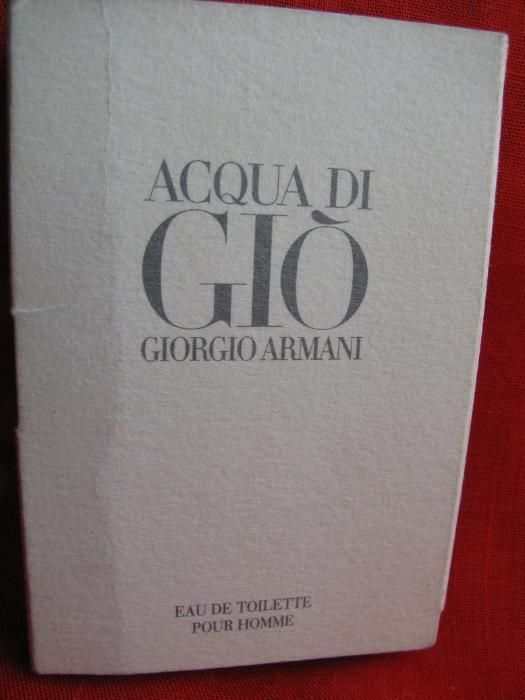 ACQUA DI
GIÒ
GIORGIO ARMANI
EAU DE TOILETTE
POUR HOMME